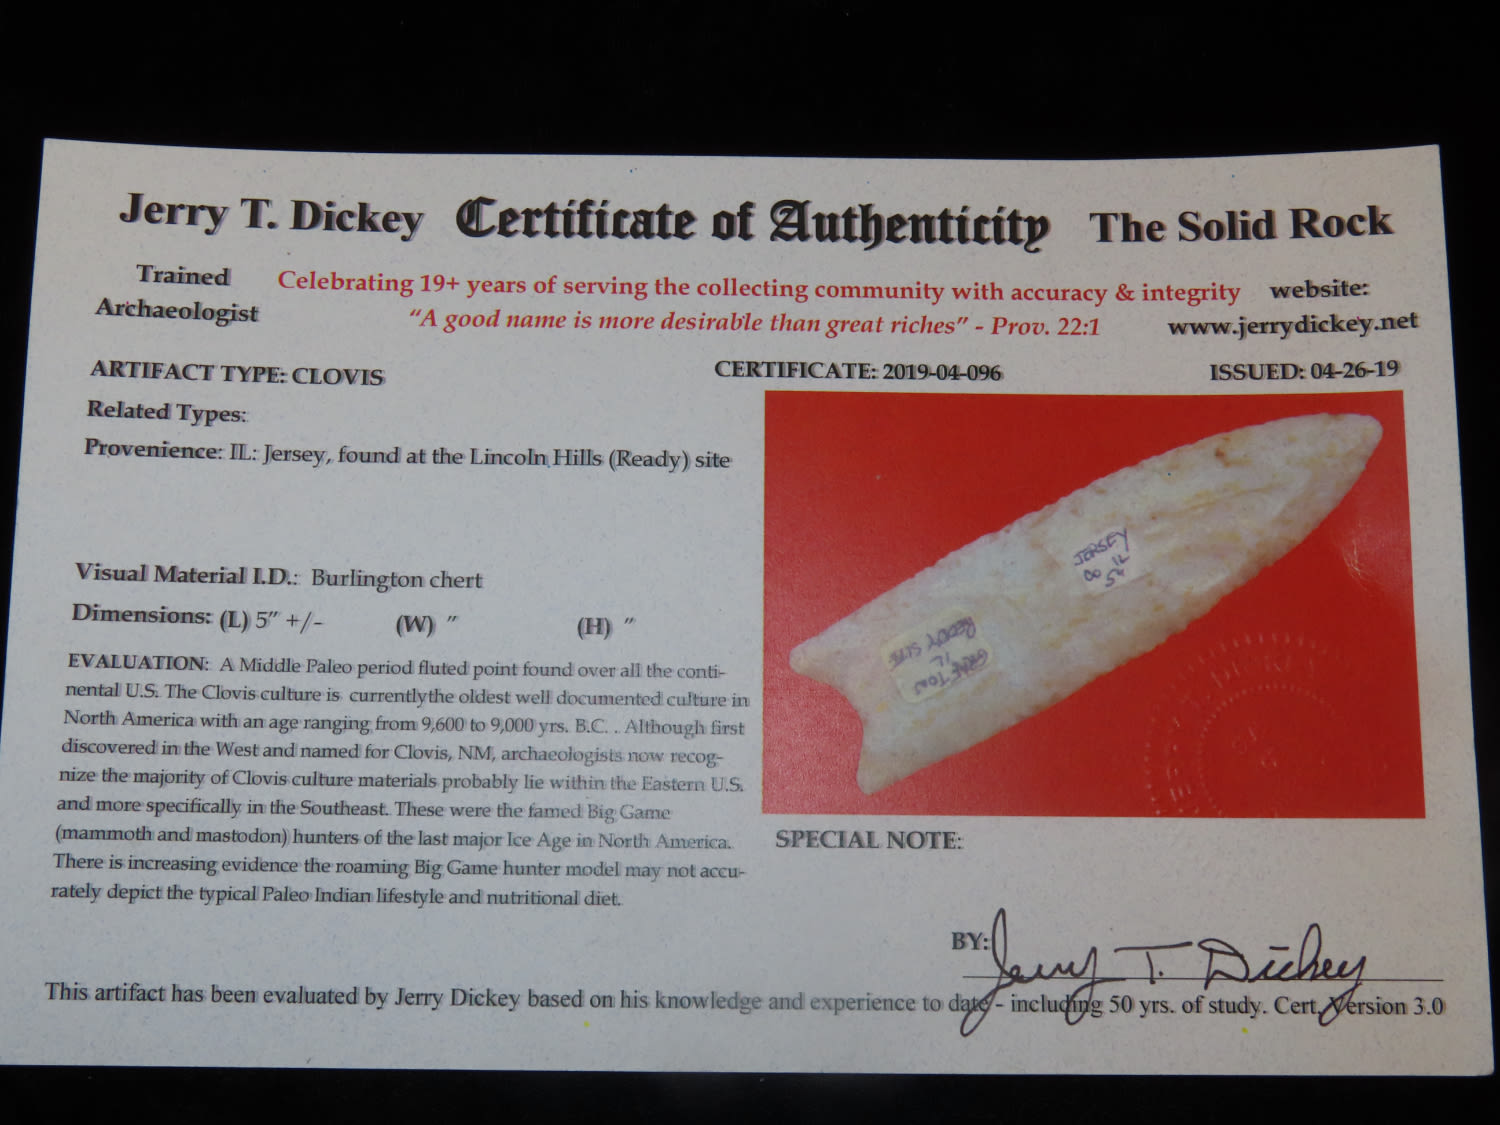 Jerry T. Dickey Certificate of Authenticity The Solid Rock
Trained Archaeologist
Celebrating 19+ years of serving the collecting community with accuracy & integrity
"A good name is more desirable than great riches" - Prov. 22:1
website:
www.jerrydickey.net
ARTIFACT TYPE: CLOVIS
CERTIFICATE: 2019-04-096
ISSUED: 04-26-19
Related Types:
Provenience: IL: Jersey, found at the Lincoln Hills (Ready) site
Visual Material I.D.: Burlington chert
Dimensions: (L) 5" +/- (W) " (H) "
EVALUATION: A Middle Paleo period fluted point found over all the conti-
nental U.S. The Clovis culture is currentlythe oldest well documented culture in
North America with an age ranging from 9,600 to 9,000 yrs. B.C. . Although first
discovered in the West and named for Clovis, NM, archaeologists now recog-
nize the majority of Clovis culture materials probably lie within the Eastern U.S.
and more specifically in the Southeast. These were the famed Big Game
(mammoth and mastodon) hunters of the last major Ice Age in North America.
There is increasing evidence the roaming Big Game hunter model may not accu-
rately depict the typical Paleo Indian lifestyle and nutritional diet.
JERSEY
CO IL
5"
GRAFTON
IL
READY SITE
SPECIAL NOTE:
BY: Jerry T. Dickey
This artifact has been evaluated by Jerry Dickey based on his knowledge and experience to date - including 50 yrs. of study. Cert. Version 3.0